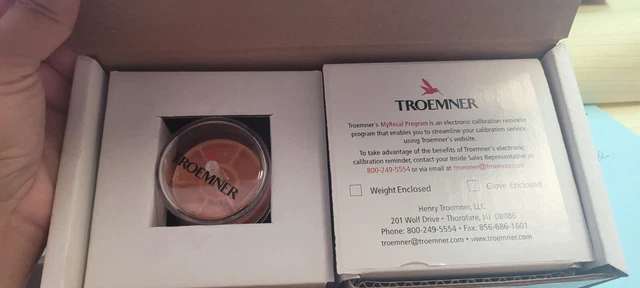 TROEMNER
TROEMNER
Troemner's MyRecal Program is an electronic calibration reminder
program that enables you to streamline your calibration service
using Troemner's website.
To take advantage of the benefits of Troemner's electronic
calibration reminder, contact your Inside Sales Representative at
800-249-5554 or via email at troemner@troemner.com
Weight Enclosed
Glove Enclosed
Henry Troemner, LLC
201 Wolf Drive • Thorofare, NJ 08086
Phone: 800-249-5554 • Fax: 856-686-1601
troemner@troemner.com • www.troemner.com